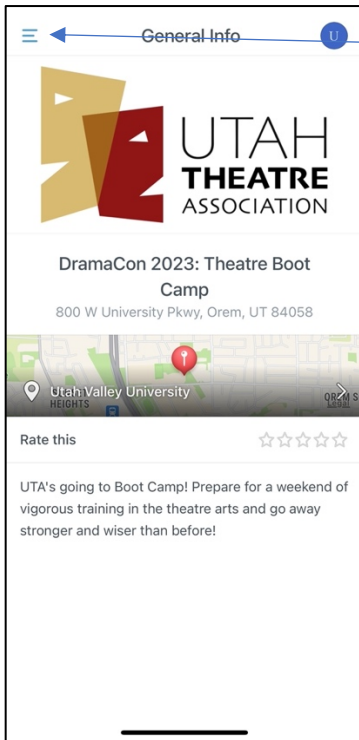 General Info
U
UTAH
THEATRE
ASSOCIATION
DramaCon 2023: Theatre Boot
Camp
800 W University Pkwy, Orem, UT 84058
Utah Valley University
HEIGHTS
Legal
Rate this
UTA's going to Boot Camp! Prepare for a weekend of
vigorous training in the theatre arts and go away
stronger and wiser than before!